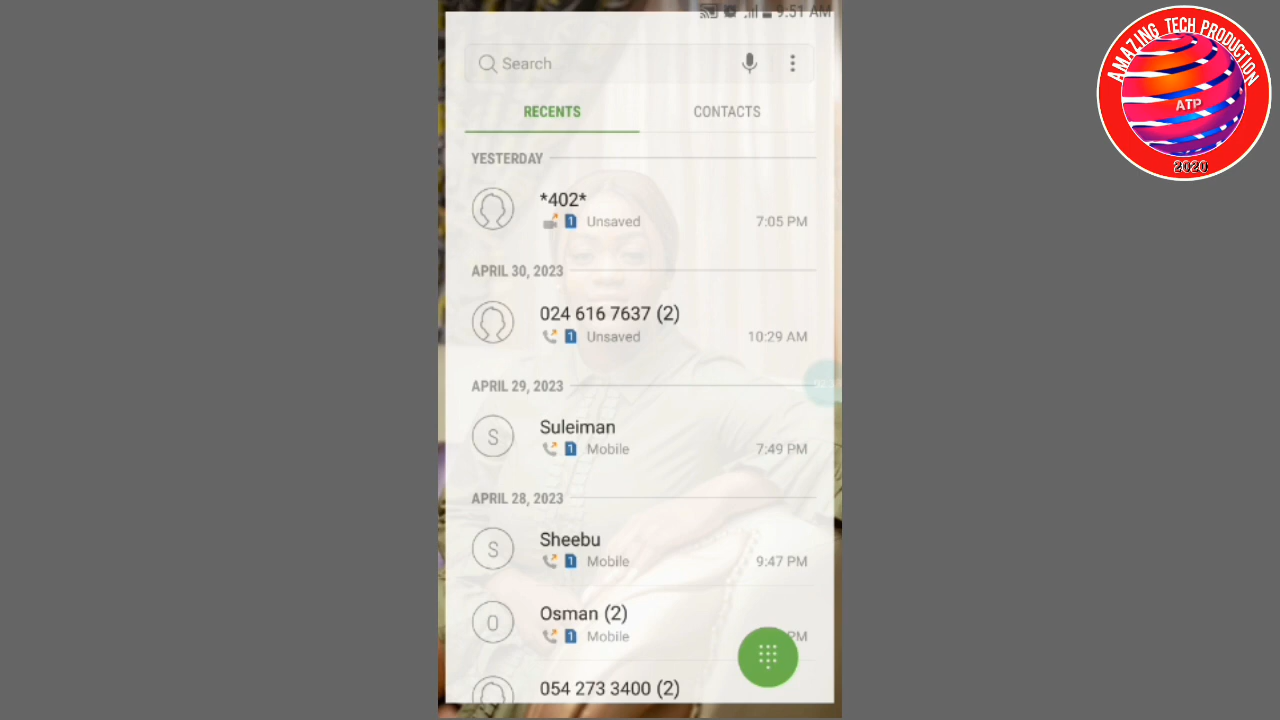 9:51 AM
Search
RECENTS
CONTACTS
YESTERDAY
*402*
1 Unsaved
7:05 PM
APRIL 30, 2023
024 616 7637 (2)
1 Unsaved
10:29 AM
APRIL 29, 2023
Suleiman
1 Mobile
7:49 PM
APRIL 28, 2023
Sheebu
1 Mobile
9:47 PM
Osman (2)
1 Mobile
PM
054 273 3400 (2)
AMAZING TECH PRODUCTION
ATP
2020